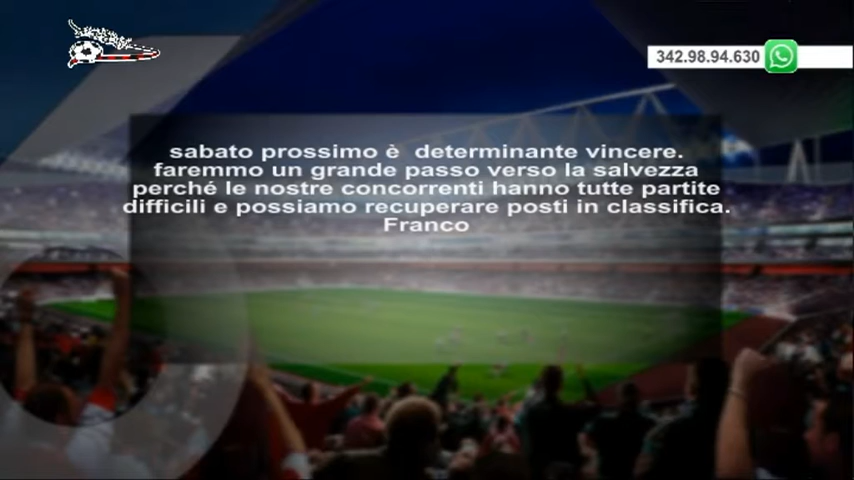 342.98.94.630
sabato prossimo è determinante vincere.
faremmo un grande passo verso la salvezza
perché le nostre concorrenti hanno tutte partite
difficili e possiamo recuperare posti in classifica.
Franco